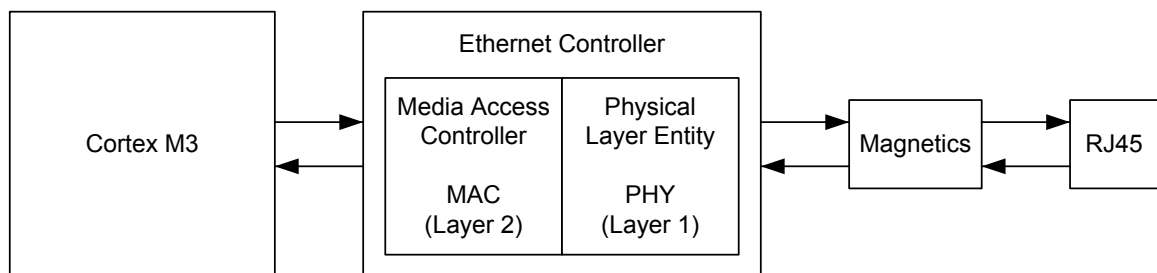 Cortex M3
Ethernet Controller
Media Access
Controller
MAC
(Layer 2)
Physical
Layer Entity
PHY
(Layer 1)
Magnetics
RJ45